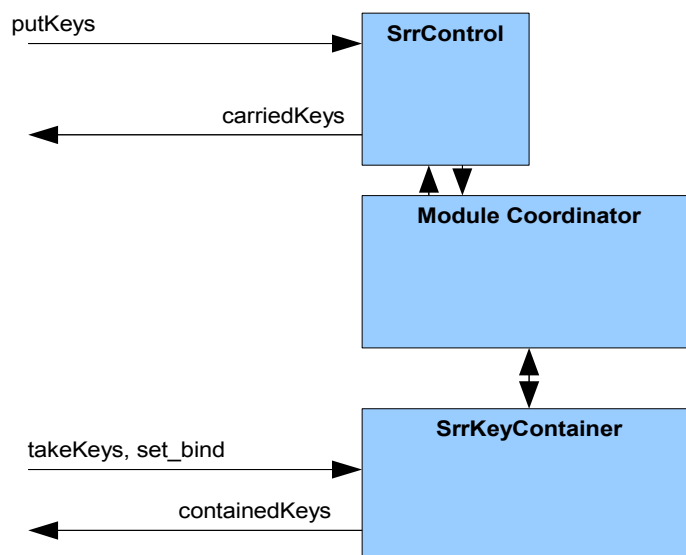 putKeys
SrrControl
carriedKeys
Module Coordinator
SrrKeyContainer
takeKeys, set_bind
containedKeys